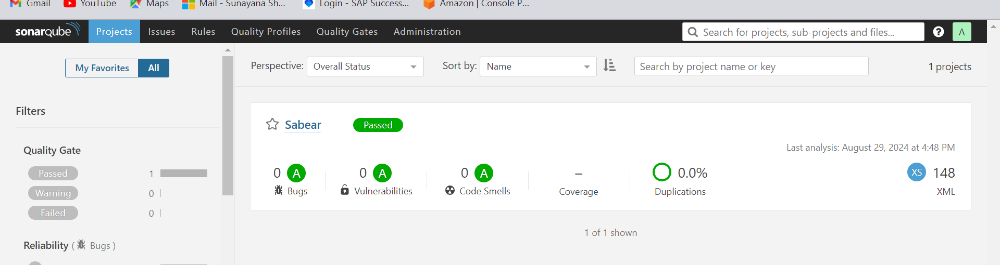 Gmail YouTube Maps Mail - Sunayana Sh... Login - SAP Success... Amazon | Console P...
sonarqube Projects Issues Rules Quality Profiles Quality Gates Administration Search for projects, sub-projects and files... ? A
My Favorites All
Perspective: Overall Status Sort by: Name Search by project name or key 1 projects
Filters
Quality Gate
Passed 1
Warning 0
Failed 0
Reliability ( Bugs )
Sabear Passed
Last analysis: August 29, 2024 at 4:48 PM
0 A 0 A 0 A – 0.0% XS 148
Bugs Vulnerabilities Code Smells Coverage Duplications XML
1 of 1 shown